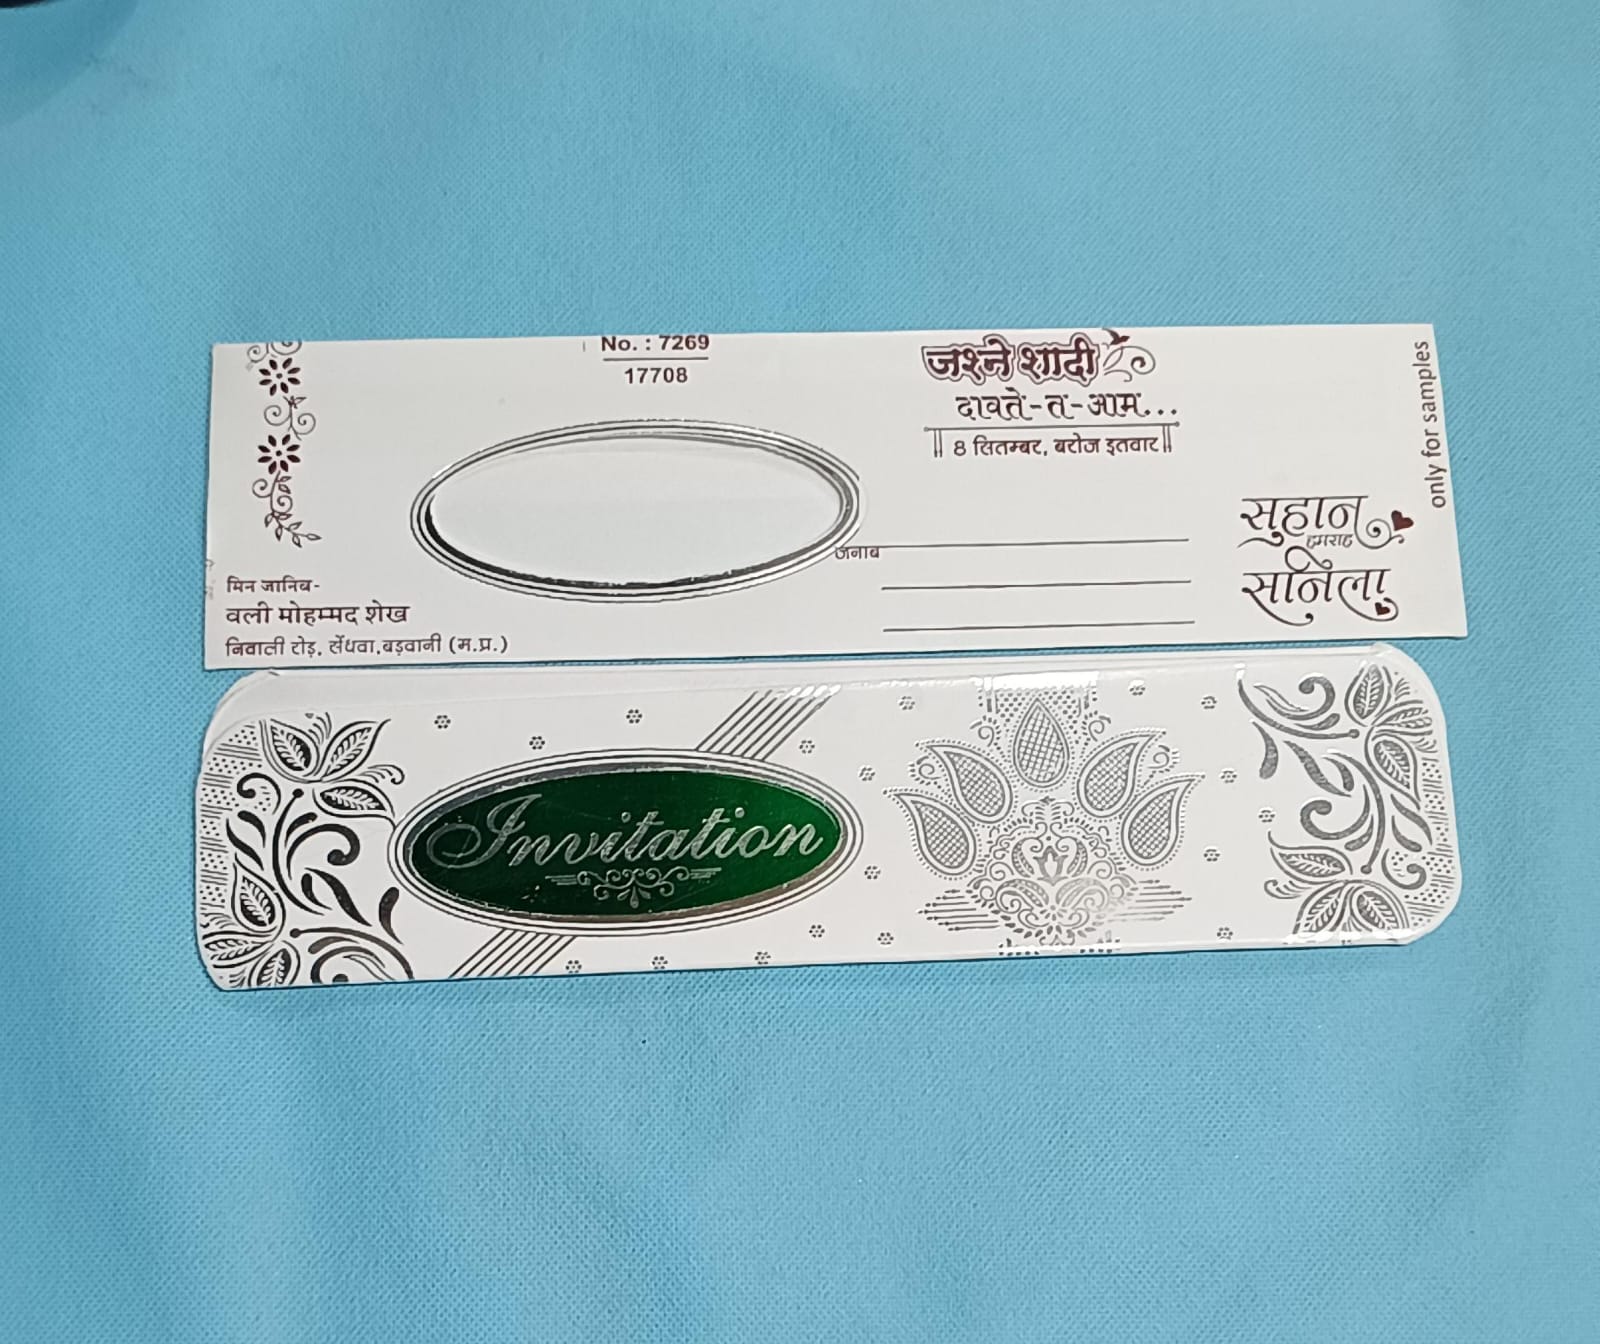 No. : 7269
17708
जश्ने शादी
दावते-त-आम...
8 सितम्बर, बरोज इतवार
only for samples
जनाब
सुहान
हमराह
सनिला
मिन जानिब-
वली मोहम्मद शेख
निवाली रोड़, सेंधवा,बड़वानी (म.प्र.)
Invitation